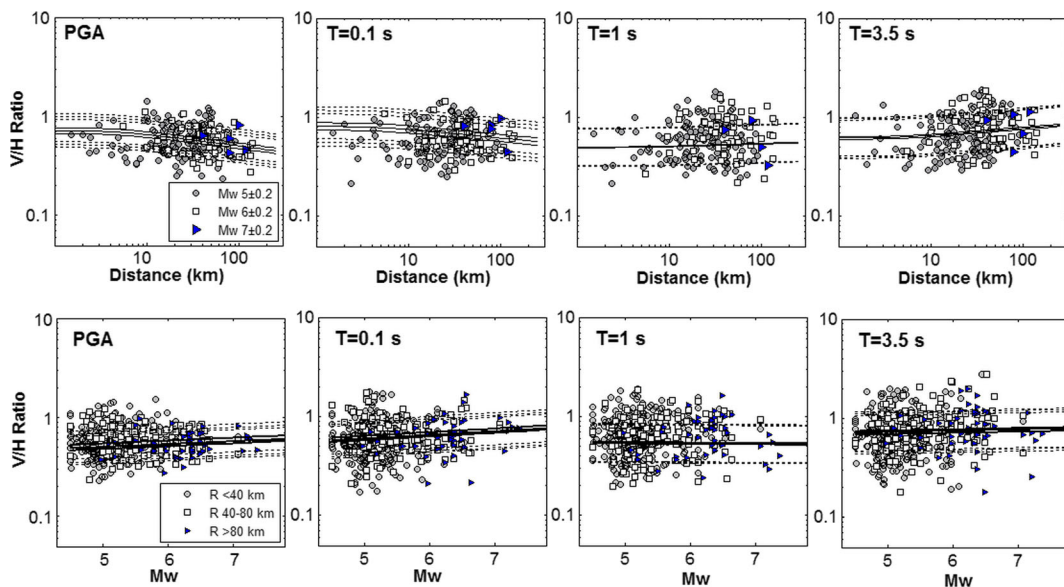 PGA
T=0.1 s
T=1 s
T=3.5 s
V/H Ratio
10
1
0.1
10
1
0.1
10
1
0.1
10
1
0.1
Mw 5±0.2
Mw 6±0.2
Mw 7±0.2
10 100
10 100
10 100
10 100
Distance (km)
Distance (km)
Distance (km)
Distance (km)
PGA
T=0.1 s
T=1 s
T=3.5 s
V/H Ratio
10
1
0.1
10
1
0.1
10
1
0.1
10
1
0.1
R <40 km
R 40-80 km
R >80 km
5 6 7
5 6 7
5 6 7
5 6 7
Mw
Mw
Mw
Mw